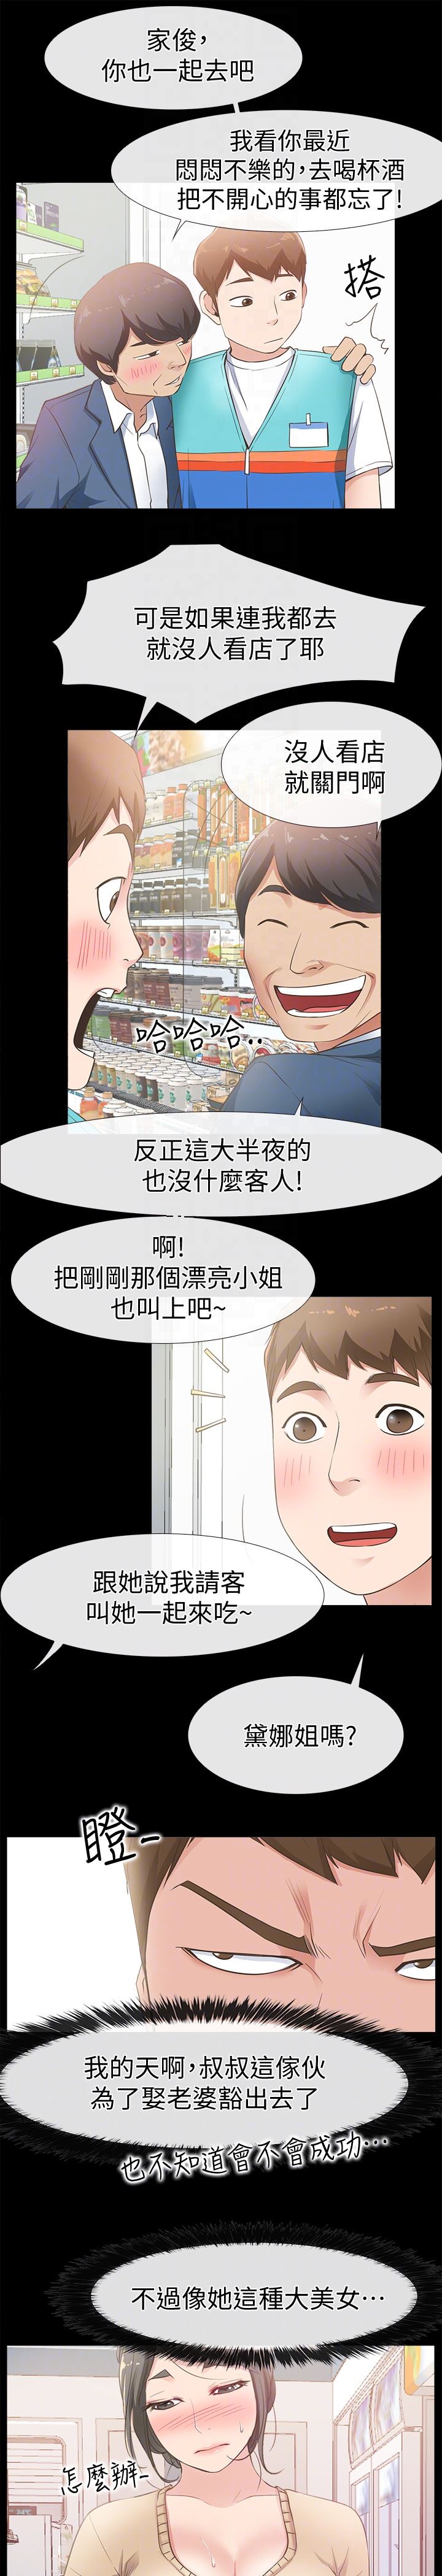 家俊，
你也一起去吧
我看你最近
悶悶不樂的，去喝杯酒
把不開心的事都忘了！
搭
可是如果連我都去
就沒人看店了耶
沒人看店
就關門啊
哈哈哈..
反正這大半夜的
也沒什麼客人！
啊！
把剛剛那個漂亮小姐
也叫上吧~
跟她說我請客
叫她一起來吃~
黛娜姐嗎？
瞪-
我的天啊，叔叔這傢伙
為了娶老婆豁出去了
也不知道會不會成功…
不過像她這種大美女…
怎麼辦-